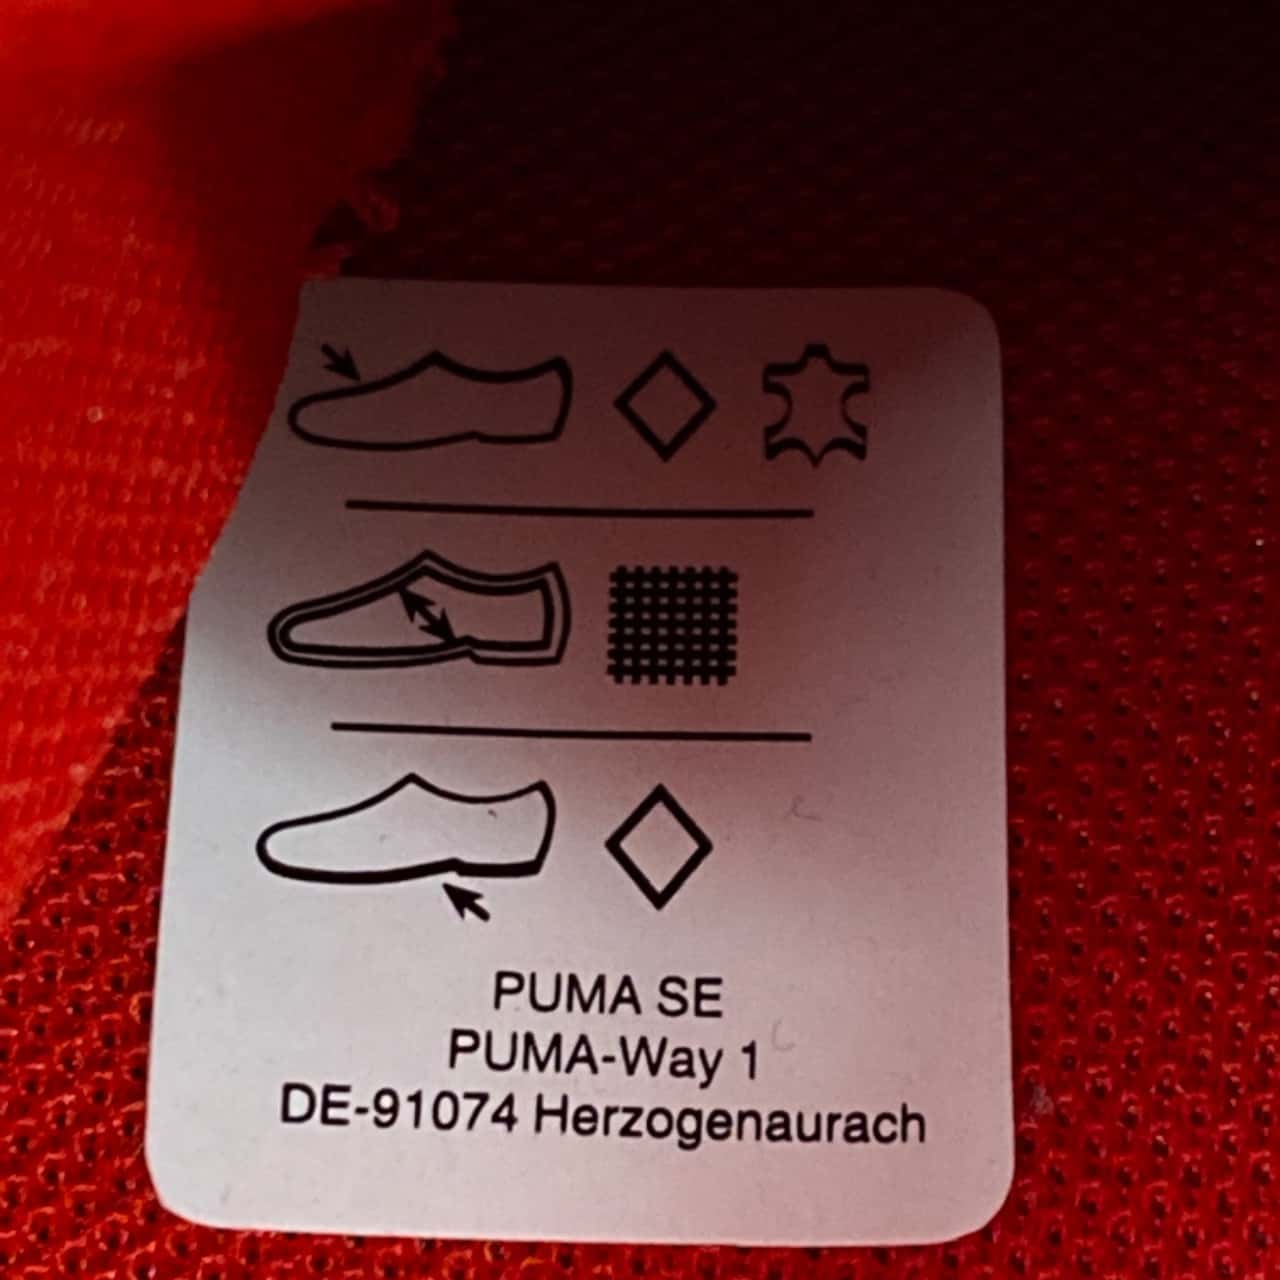 PUMA SE
PUMA-Way 1
DE-91074 Herzogenaurach